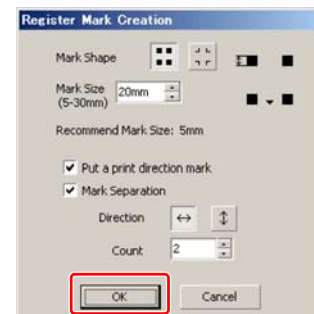 Register Mark Creation
Mark Shape
Mark Size 20mm
(5-30mm)
Recommend Mark Size: 5mm
Put a print direction mark
Mark Separation
Direction
Count 2
OK Cancel